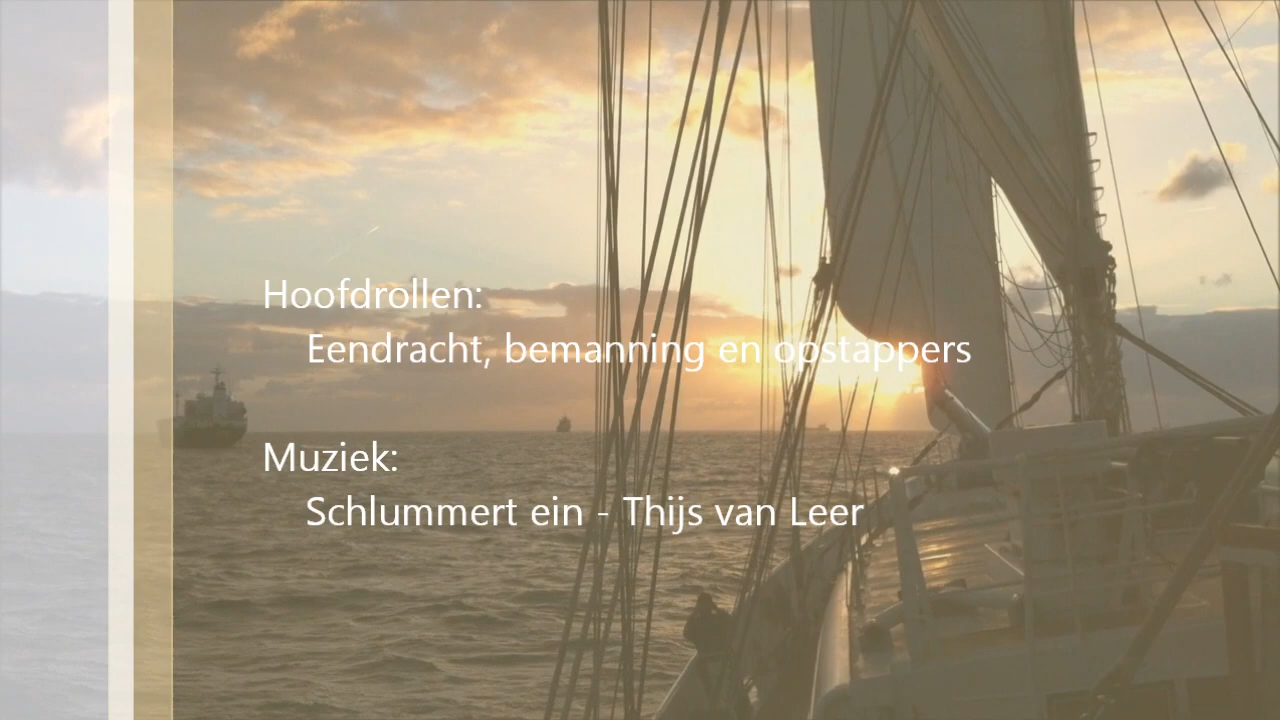 Hoofdrollen:
Eendracht, bemanning en opstappers
Muziek:
Schlummert ein - Thijs van Leer